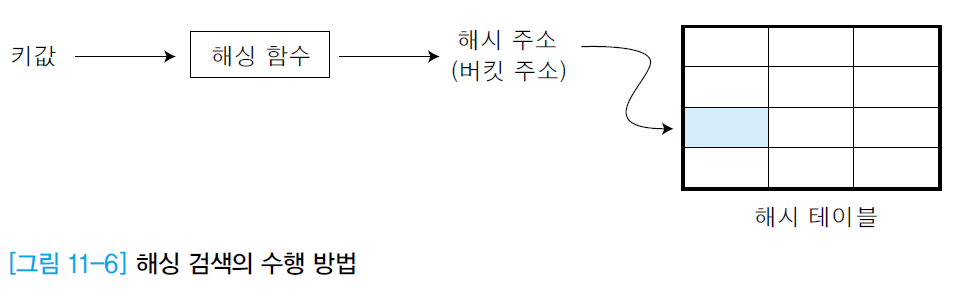 키값
해싱 함수
해시 주소
(버킷 주소)
해시 테이블
[그림 11-6] 해싱 검색의 수행 방법